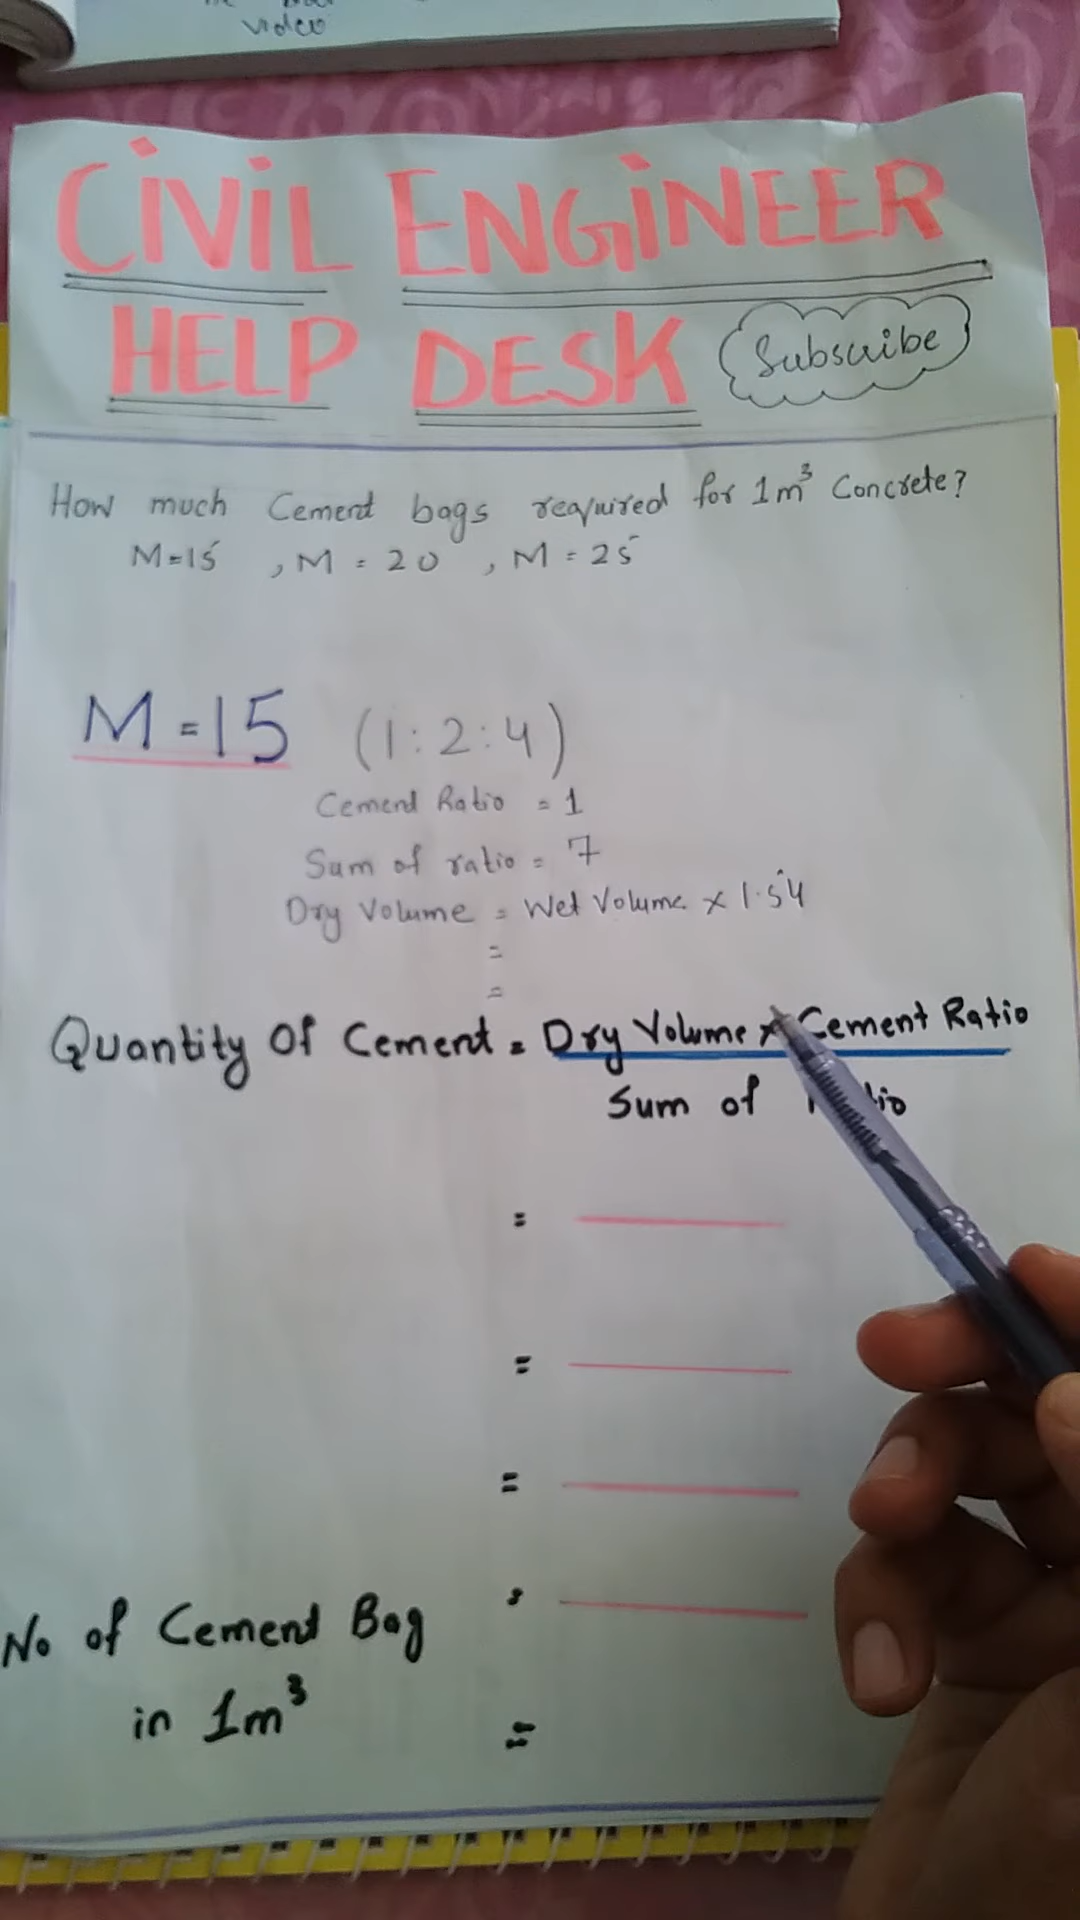 video
CIVIL ENGINEER
HELP DESK
Subscribe
How much Cement bags required for 1m³ Concrete?
M=15 , M = 20 , M = 25
M=15 (1:2:4)
Cement Ratio = 1
Sum of ratio = 7
Dry Volume = Wet Volume x 1.54
=
=
Quantity Of Cement = Dry Volume x Cement Ratio
Sum of
=
=
=
No of Cement Bag
in 1m³ =